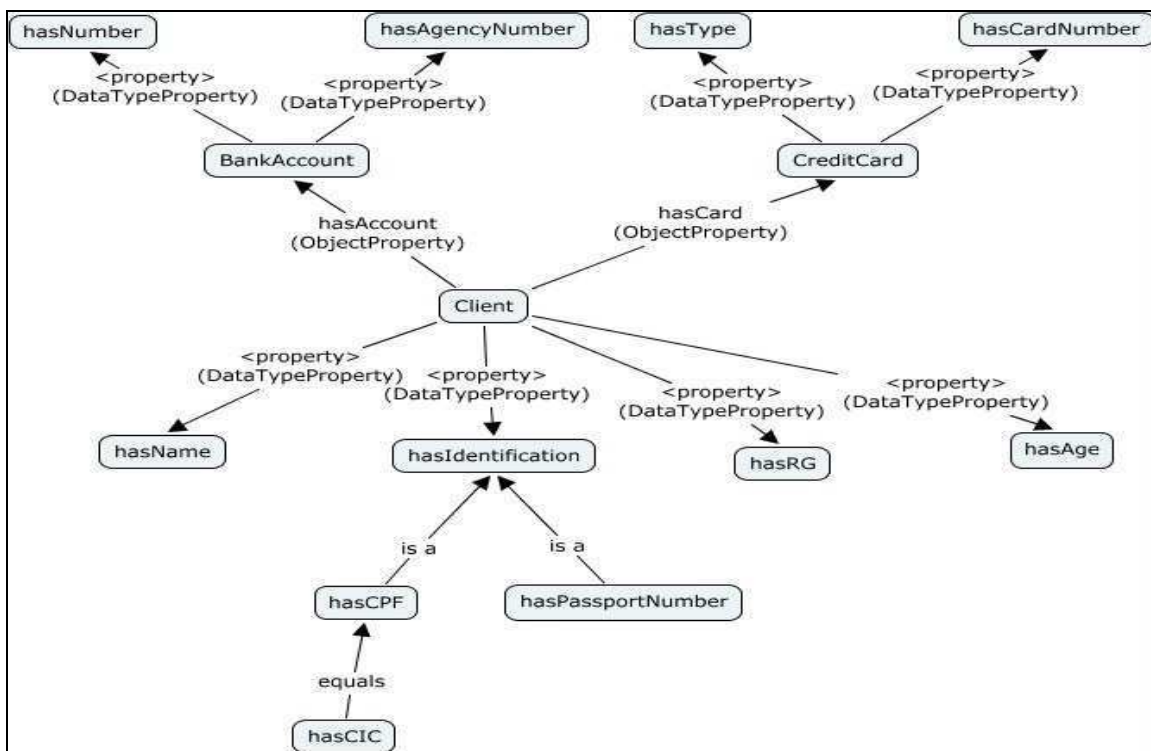 hasNumber
hasAgencyNumber
hasType
hasCardNumber
<property>
(DataTypeProperty)
<property>
(DataTypeProperty)
<property>
(DataTypeProperty)
<property>
(DataTypeProperty)
BankAccount
CreditCard
hasAccount
(ObjectProperty)
hasCard
(ObjectProperty)
Client
<property>
(DataTypeProperty)
<property>
(DataTypeProperty)
<property>
(DataTypeProperty)
<property>
(DataTypeProperty)
hasName
hasIdentification
hasRG
hasAge
is a
is a
hasCPF
hasPassportNumber
equals
hasCIC